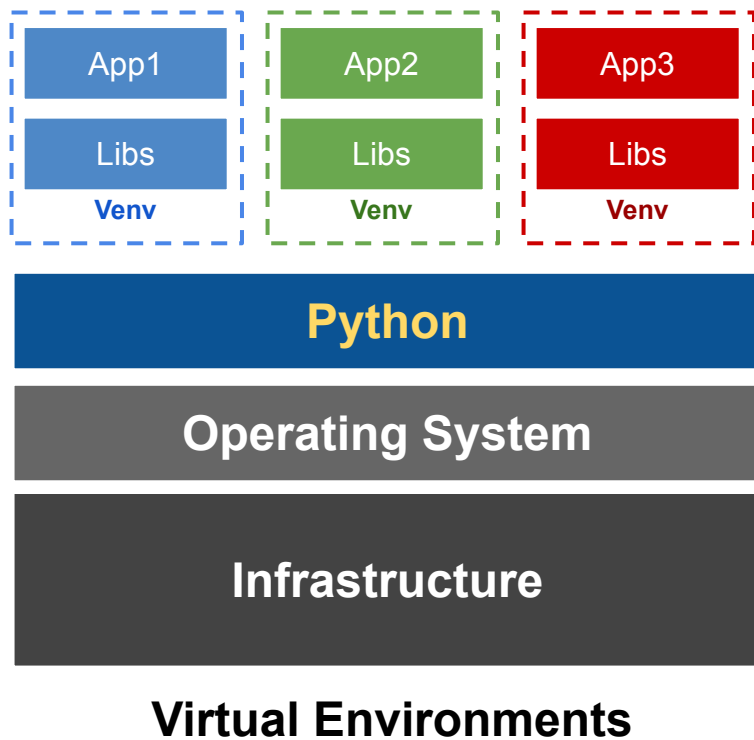 App1 App2 App3
Libs Libs Libs
Venv Venv Venv
Python
Operating System
Infrastructure
Virtual Environments